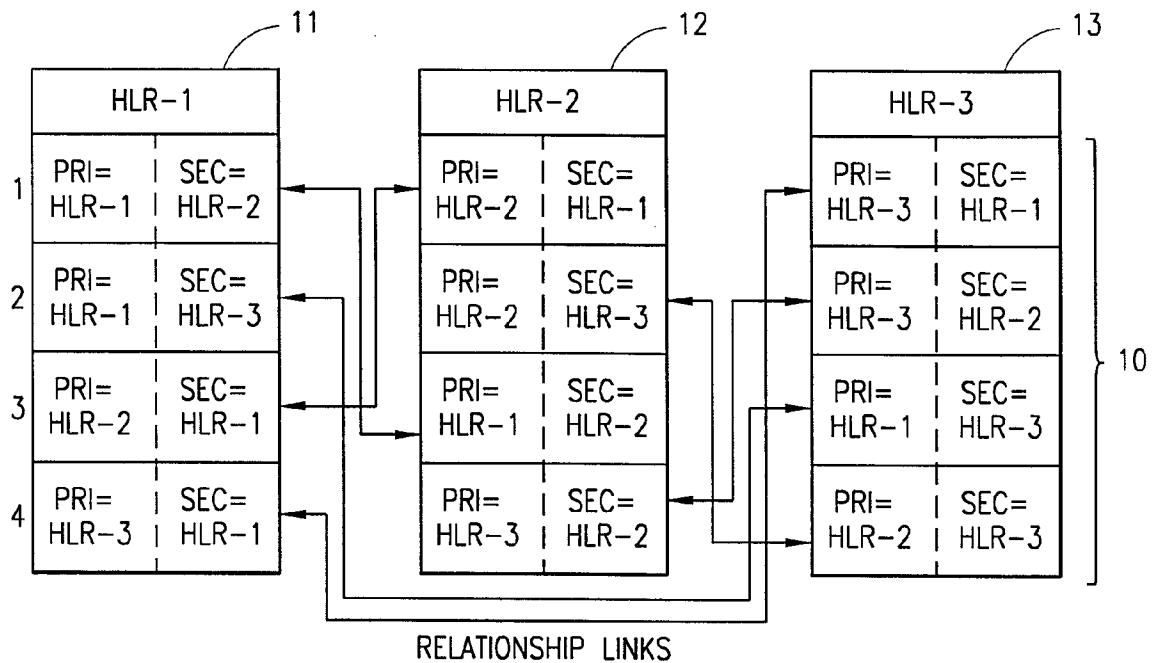 11
12
13
HLR-1
HLR-2
HLR-3
1
PRI=
HLR-1
SEC=
HLR-2
PRI=
HLR-2
SEC=
HLR-1
PRI=
HLR-3
SEC=
HLR-1
2
PRI=
HLR-1
SEC=
HLR-3
PRI=
HLR-2
SEC=
HLR-3
PRI=
HLR-3
SEC=
HLR-2
3
PRI=
HLR-2
SEC=
HLR-1
PRI=
HLR-1
SEC=
HLR-2
PRI=
HLR-1
SEC=
HLR-3
10
4
PRI=
HLR-3
SEC=
HLR-1
PRI=
HLR-3
SEC=
HLR-2
PRI=
HLR-2
SEC=
HLR-3
RELATIONSHIP LINKS